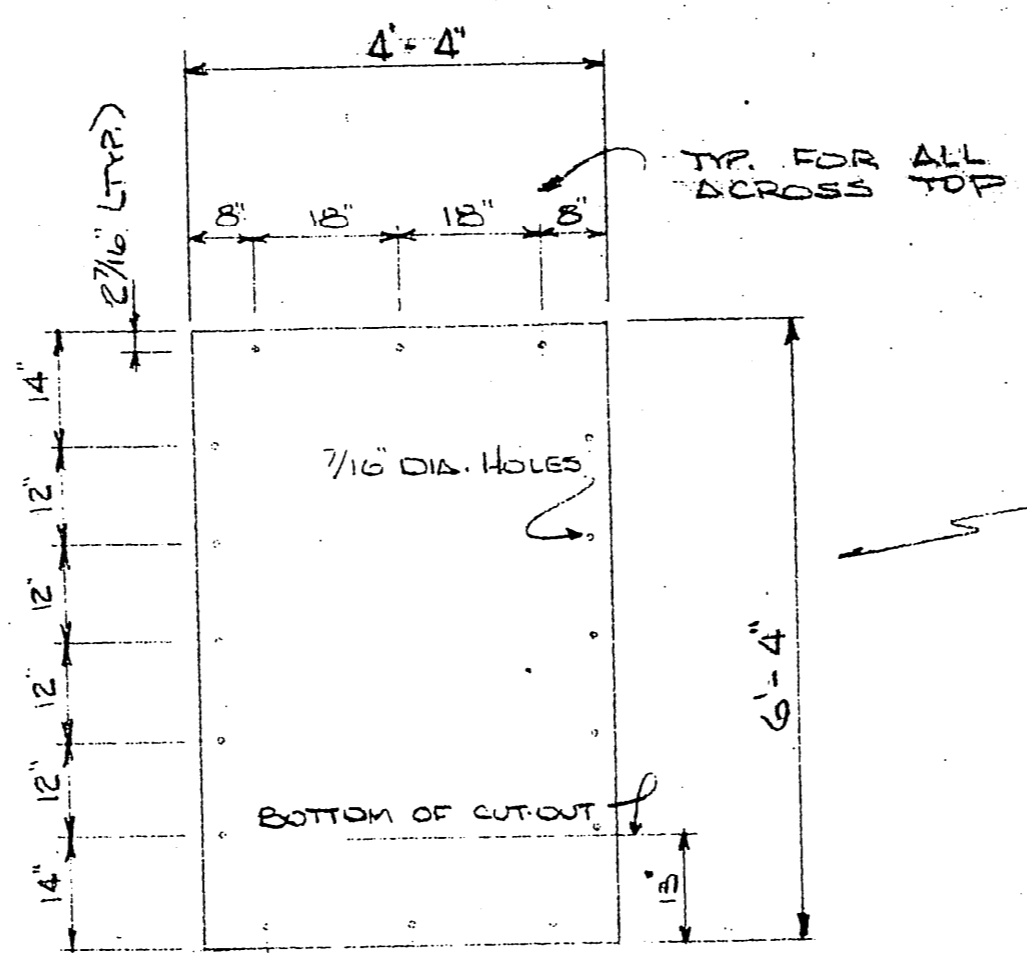 4'-4"
TYP. FOR ALL
ACROSS TOP
2 7/16" (TYP.)
8" 18" 18" 8"
14"
12"
7/16" DIA. HOLES
12"
12"
6'-4"
12"
BOTTOM OF CUT-OUT
14"
13"